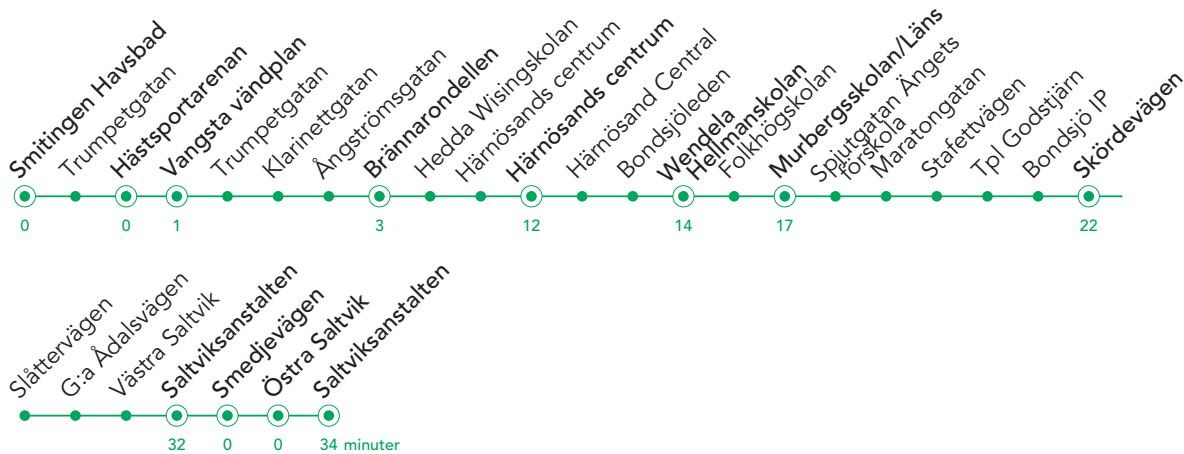 Smitingen Havsbad
Trumpetgatan
Hästsportarenan
Vangsta vändplan
Trumpetgatan
Klarinettgatan
Ångströmsgatan
Brännarondellen
Hedda Wisingskolan
Härnösands centrum
Härnösands centrum
Härnösand Central
Bondsjöleden
Wendela
Hellmanskolan
Folkhögskolan
Murbergsskolan/Läns
Spjutgatan Ängets
förskola
Maratongatan
Stafettvägen
Tpl Godstjärn
Bondsjö IP
Skördevägen
0 0 1 3 12 14 17 22
Slåttervägen
G:a Ådalsvägen
Västra Saltvik
Saltviksanstalten
Smedjevägen
Östra Saltvik
Saltviksanstalten
32 0 0 34 minuter